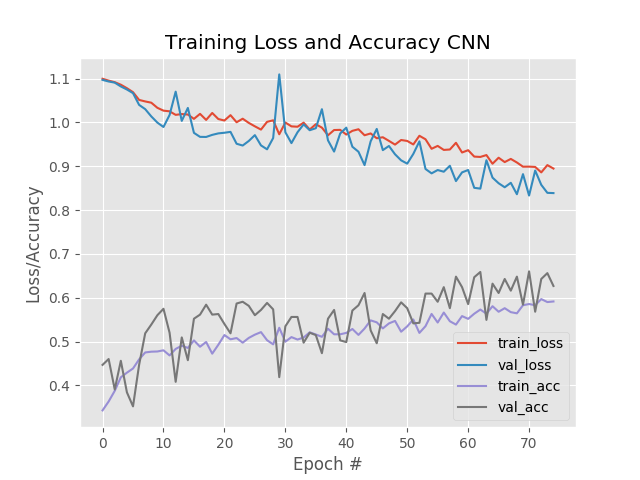 Training Loss and Accuracy CNN
1.1
1.0
0.9
0.8
0.7
0.6
0.5
0.4
Loss/Accuracy
train_loss
val_loss
train_acc
val_acc
0 10 20 30 40 50 60 70
Epoch #